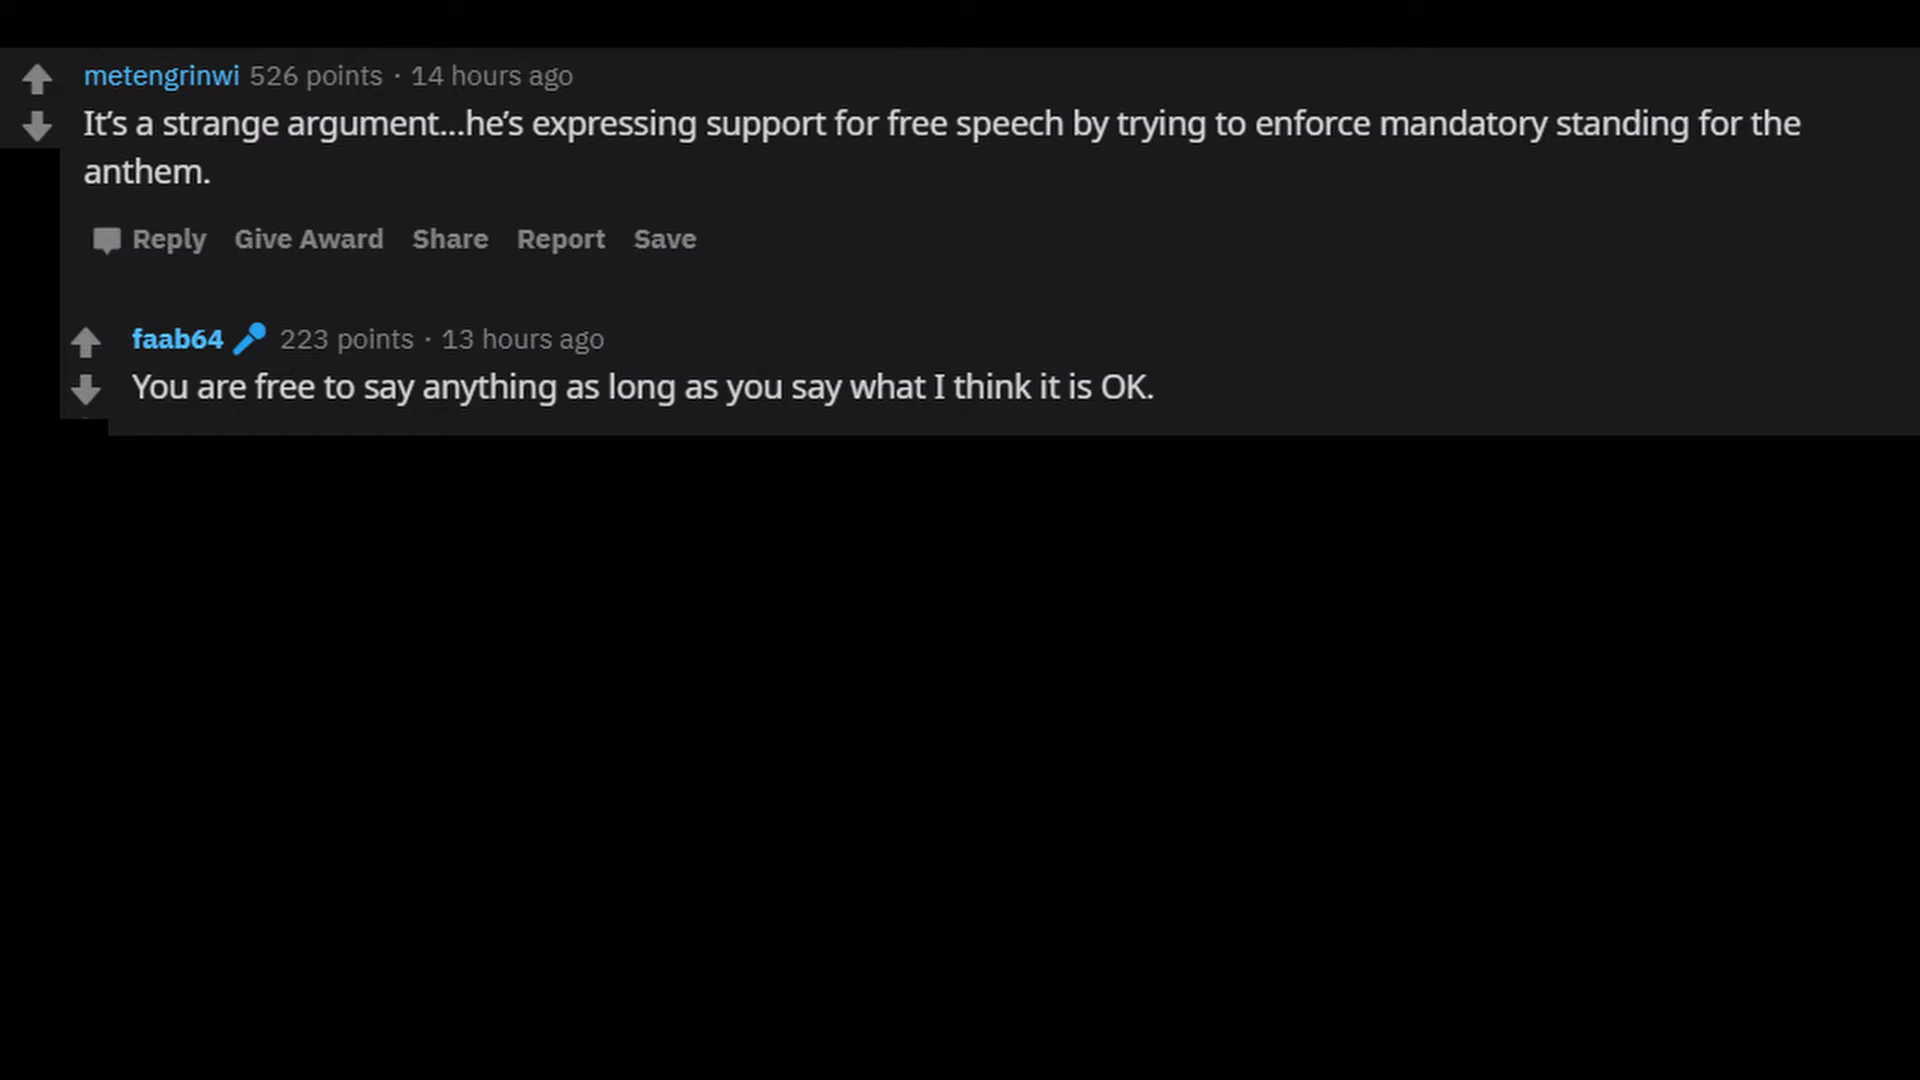 metengrinwi 526 points · 14 hours ago
It's a strange argument...he's expressing support for free speech by trying to enforce mandatory standing for the
anthem.
Reply Give Award Share Report Save
faab64 223 points · 13 hours ago
You are free to say anything as long as you say what I think it is OK.